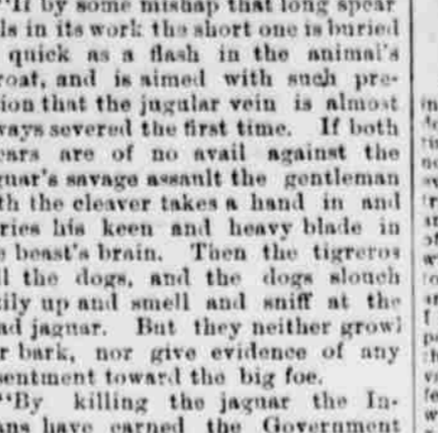 "If by some mishap that long spear
ls in its work the short one is buried
quick as a flash in the animal's
roat, and is aimed with such pre-
ion that the jugular vein is almost
ways severed the first time. If both
ears are of no avail against the
guar's savage assault the gentleman
th the cleaver takes a hand in and
ries his keen and heavy blade in
e beast's brain. Then the tigreros
ll the dogs, and the dogs slouch
tily up and smell and sniff at the
ad jaguar. But they neither growl
r bark, nor give evidence of any
sentment toward the big foe.
"By killing the jaguar the In-
ans have earned the Government